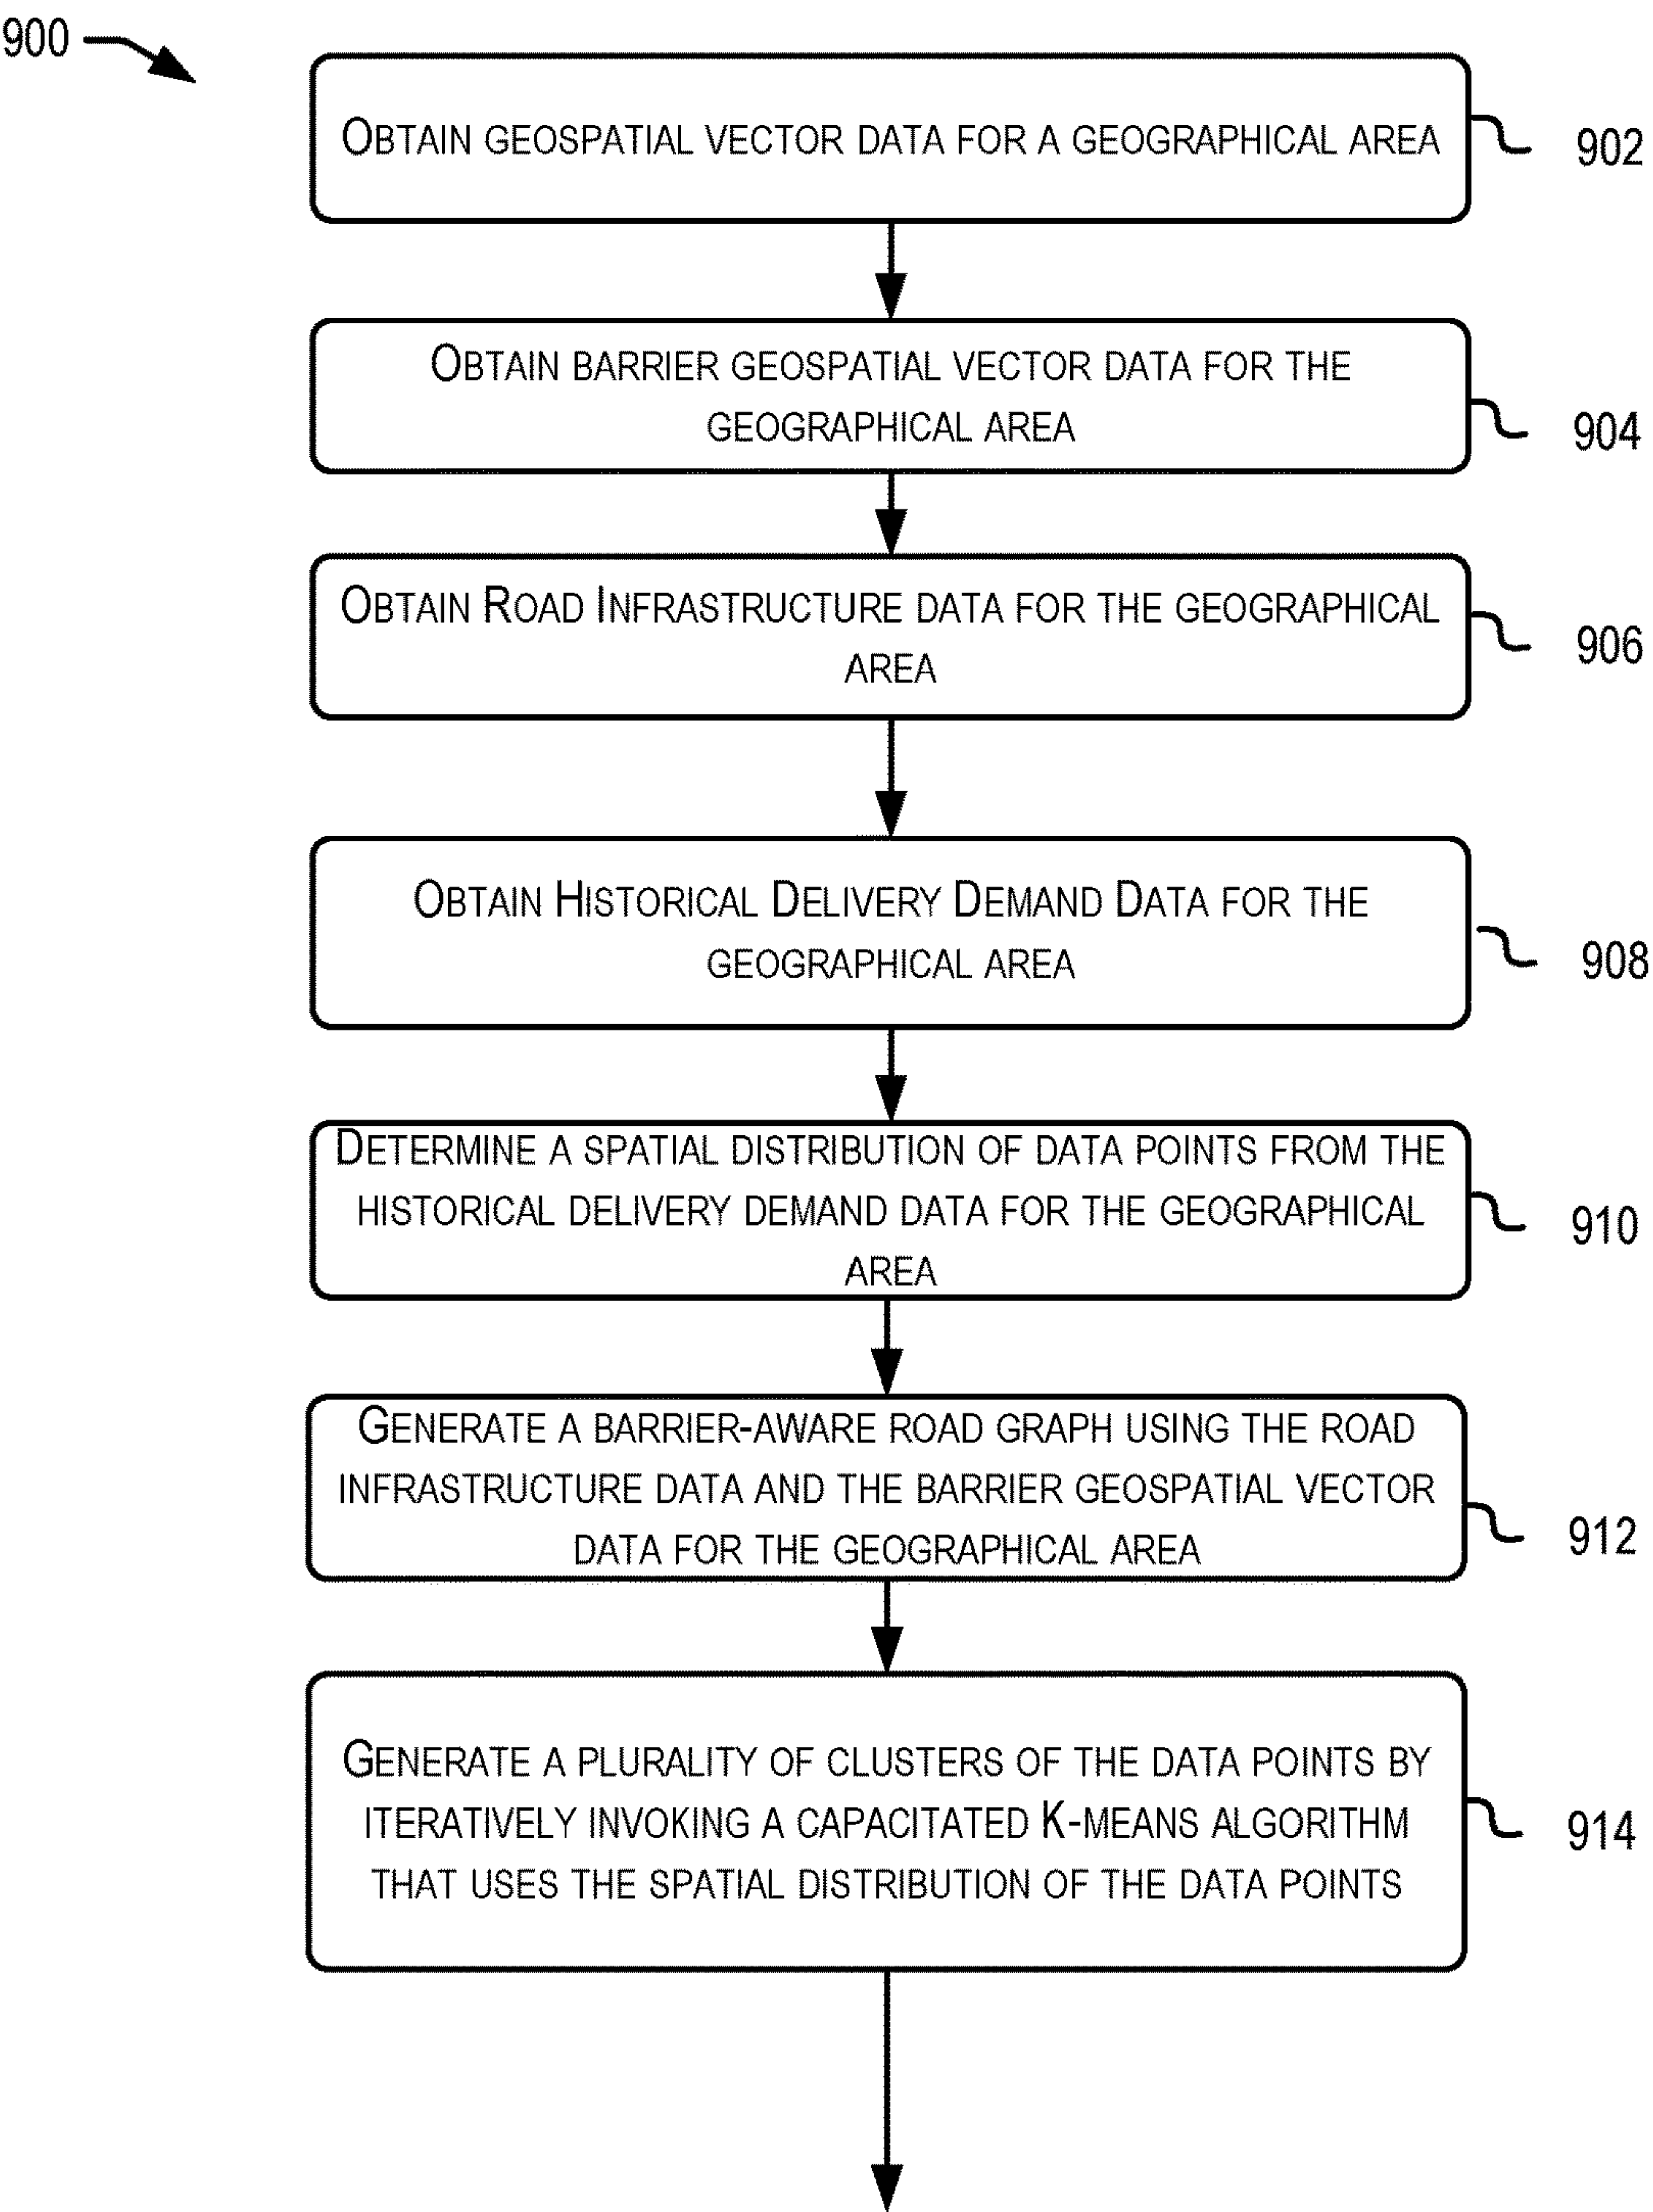 900
Obtain geospatial vector data for a geographical area
902
Obtain barrier geospatial vector data for the
geographical area
904
Obtain Road Infrastructure data for the geographical
area
906
Obtain Historical Delivery Demand Data for the
geographical area
908
Determine a spatial distribution of data points from the
historical delivery demand data for the geographical
area
910
Generate a barrier-aware road graph using the road
infrastructure data and the barrier geospatial vector
data for the geographical area
912
Generate a plurality of clusters of the data points by
iteratively invoking a capacitated K-means algorithm
that uses the spatial distribution of the data points
914